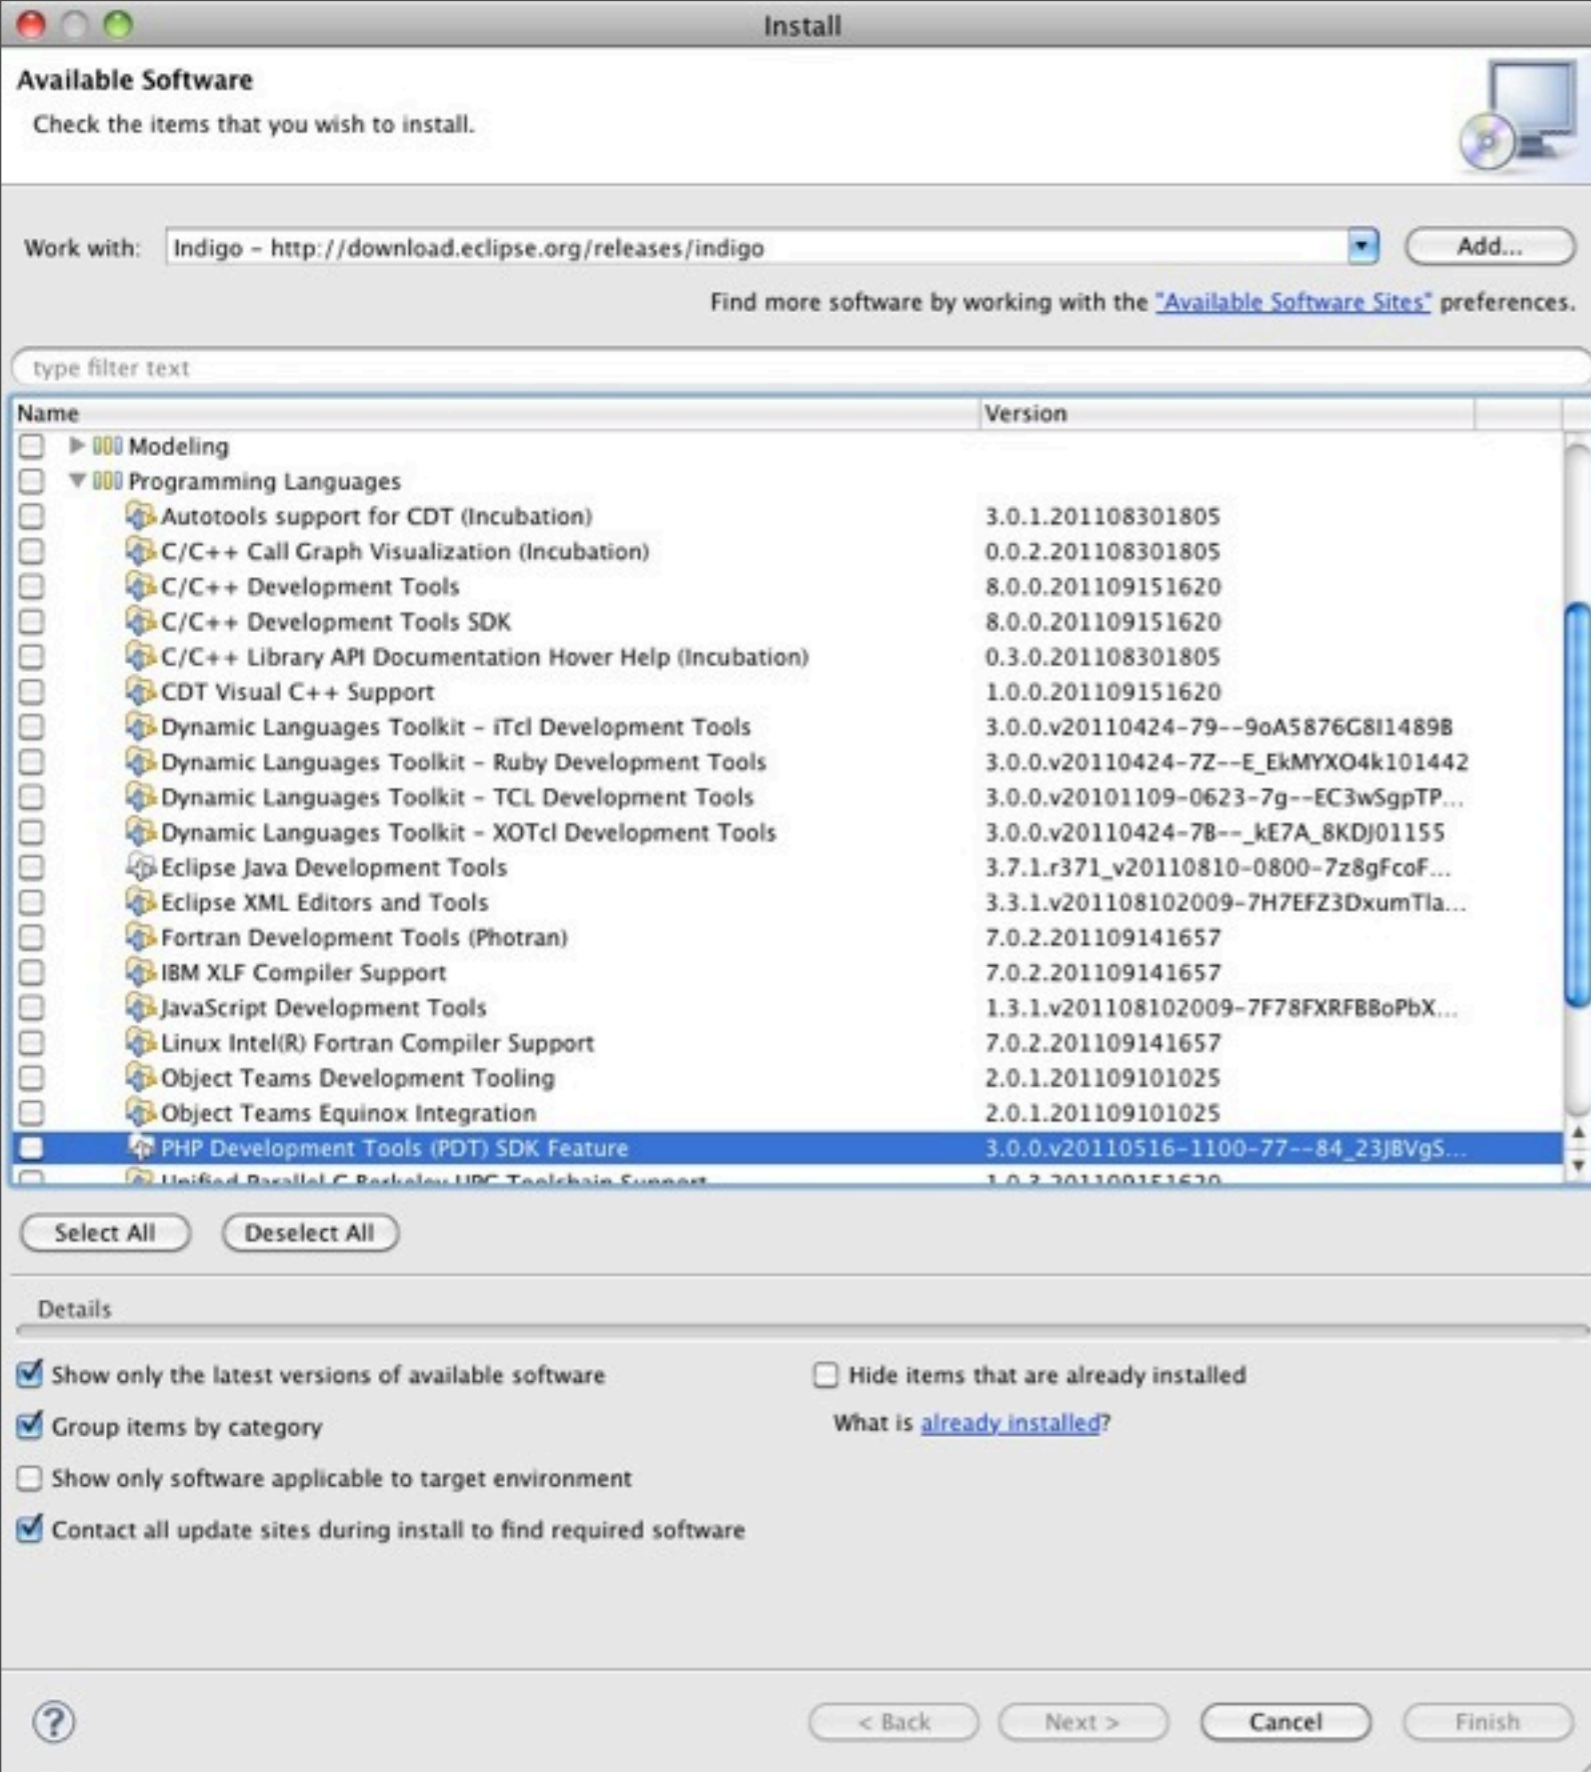 Install
Available Software
Check the items that you wish to install.
Work with: Indigo – http://download.eclipse.org/releases/indigo Add...
Find more software by working with the "Available Software Sites" preferences.
type filter text
Name Version
Modeling
Programming Languages
Autotools support for CDT (Incubation) 3.0.1.201108301805
C/C++ Call Graph Visualization (Incubation) 0.0.2.201108301805
C/C++ Development Tools 8.0.0.201109151620
C/C++ Development Tools SDK 8.0.0.201109151620
C/C++ Library API Documentation Hover Help (Incubation) 0.3.0.201108301805
CDT Visual C++ Support 1.0.0.201109151620
Dynamic Languages Toolkit – iTcl Development Tools 3.0.0.v20110424-79--9oA5876G8I1489B
Dynamic Languages Toolkit – Ruby Development Tools 3.0.0.v20110424-7Z--E_EkMYXO4k101442
Dynamic Languages Toolkit – TCL Development Tools 3.0.0.v20101109-0623-7g--EC3wSgpTP...
Dynamic Languages Toolkit – XOTcl Development Tools 3.0.0.v20110424-7B--_kE7A_8KDJ01155
Eclipse Java Development Tools 3.7.1.r371_v20110810-0800-7z8gFcoF...
Eclipse XML Editors and Tools 3.3.1.v201108102009-7H7EFZ3DxumTla...
Fortran Development Tools (Photran) 7.0.2.201109141657
IBM XLF Compiler Support 7.0.2.201109141657
JavaScript Development Tools 1.3.1.v201108102009-7F78FXRFBBoPbX...
Linux Intel(R) Fortran Compiler Support 7.0.2.201109141657
Object Teams Development Tooling 2.0.1.201109101025
Object Teams Equinox Integration 2.0.1.201109101025
PHP Development Tools (PDT) SDK Feature 3.0.0.v20110516-1100-77--84_23JBVgS...
Unified Parallel C Berkeley UPC Toolchain Support 1.0.3.201109151620
Select All Deselect All
Details
Show only the latest versions of available software Hide items that are already installed
Group items by category What is already installed?
Show only software applicable to target environment
Contact all update sites during install to find required software
? < Back Next > Cancel Finish